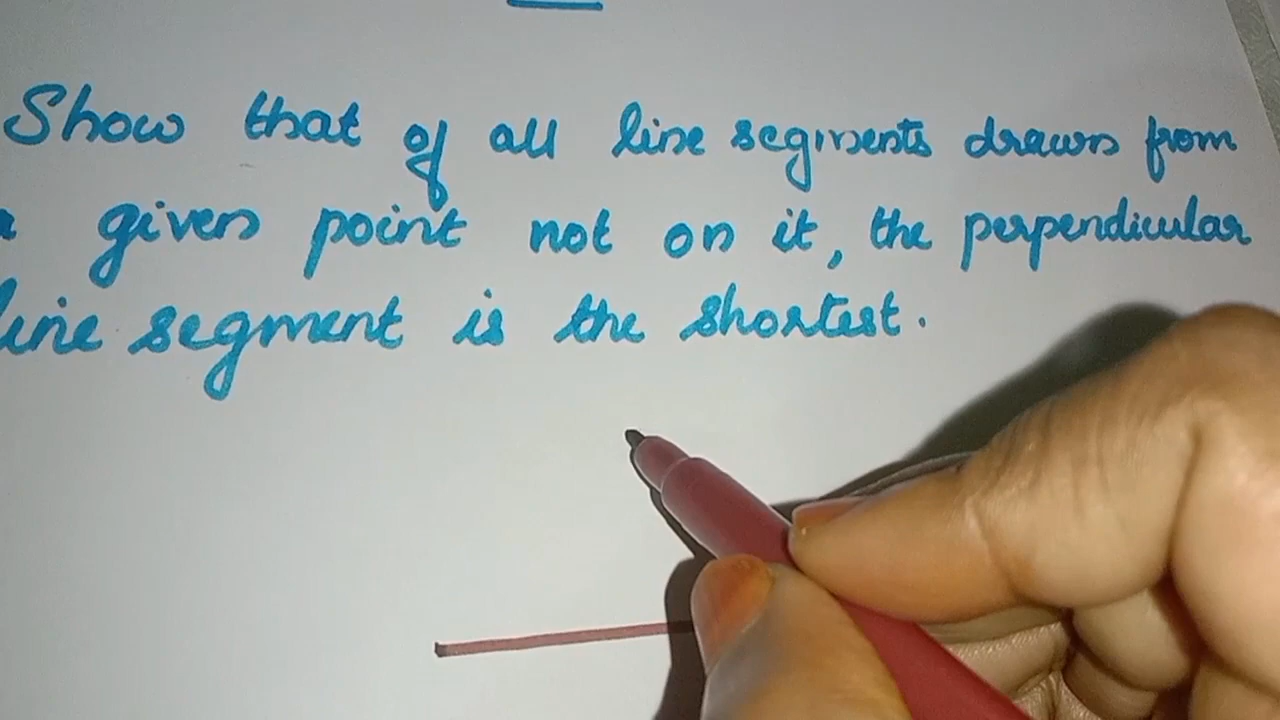 Show that of all line segments drawn from
a given point not on it, the perpendicular
line segment is the shortest.